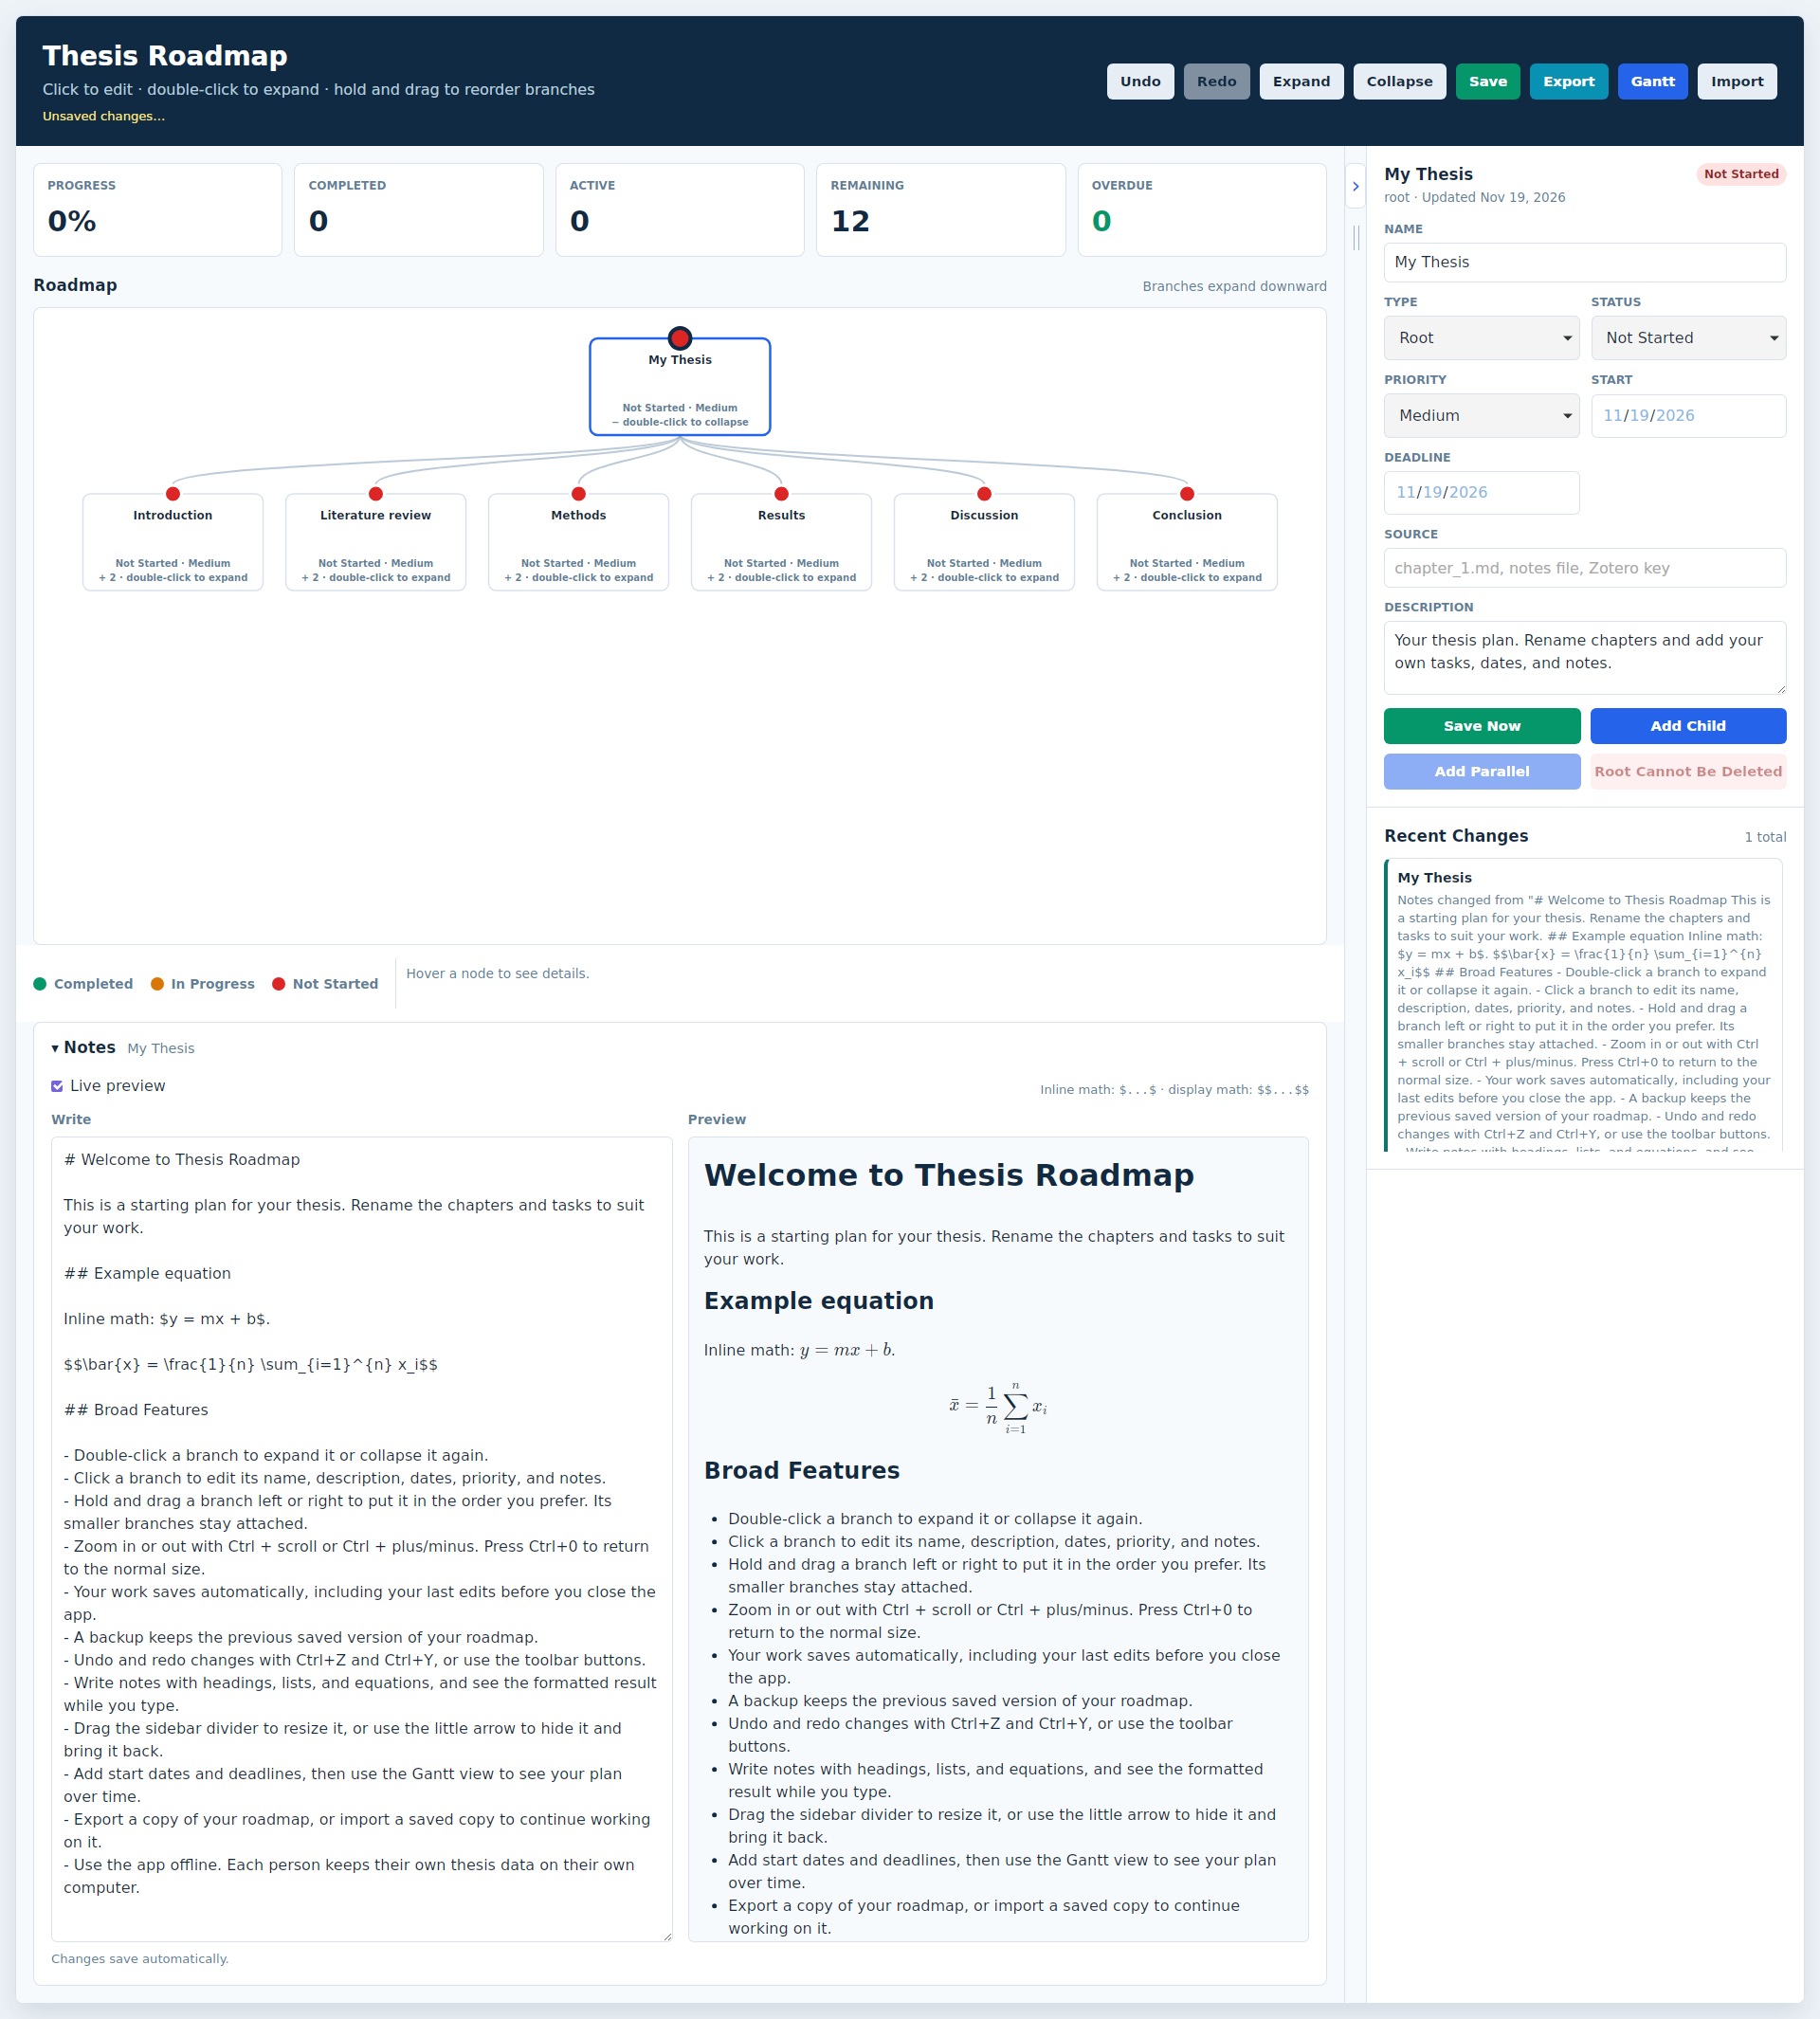 Thesis Roadmap
Click to edit · double-click to expand · hold and drag to reorder branches
Unsaved changes...
Undo
Redo
Expand
Collapse
Save
Export
Gantt
Import
PROGRESS
0%
COMPLETED
0
ACTIVE
0
REMAINING
12
OVERDUE
0
Roadmap
Branches expand downward
My Thesis
Not Started · Medium
− double-click to collapse
Introduction
Not Started · Medium
+ 2 · double-click to expand
Literature review
Not Started · Medium
+ 2 · double-click to expand
Methods
Not Started · Medium
+ 2 · double-click to expand
Results
Not Started · Medium
+ 2 · double-click to expand
Discussion
Not Started · Medium
+ 2 · double-click to expand
Conclusion
Not Started · Medium
+ 2 · double-click to expand
Completed
In Progress
Not Started
Hover a node to see details.
▾ Notes My Thesis
Live preview
Inline math: $...$ · display math: $$...$$
Write
# Welcome to Thesis Roadmap
This is a starting plan for your thesis. Rename the chapters and tasks to suit
your work.
## Example equation
Inline math: $y = mx + b$.
$$\bar{x} = \frac{1}{n} \sum_{i=1}^{n} x_i$$
## Broad Features
- Double-click a branch to expand it or collapse it again.
- Click a branch to edit its name, description, dates, priority, and notes.
- Hold and drag a branch left or right to put it in the order you prefer. Its
smaller branches stay attached.
- Zoom in or out with Ctrl + scroll or Ctrl + plus/minus. Press Ctrl+0 to return
to the normal size.
- Your work saves automatically, including your last edits before you close the
app.
- A backup keeps the previous saved version of your roadmap.
- Undo and redo changes with Ctrl+Z and Ctrl+Y, or use the toolbar buttons.
- Write notes with headings, lists, and equations, and see the formatted result
while you type.
- Drag the sidebar divider to resize it, or use the little arrow to hide it and
bring it back.
- Add start dates and deadlines, then use the Gantt view to see your plan
over time.
- Export a copy of your roadmap, or import a saved copy to continue working
on it.
- Use the app offline. Each person keeps their own thesis data on their own
computer.
Changes save automatically.
Preview
Welcome to Thesis Roadmap
This is a starting plan for your thesis. Rename the chapters and tasks to suit
your work.
Example equation
Inline math: y = mx + b.
x̄ = 1/n ∑_{i=1}^{n} x_i
Broad Features
• Double-click a branch to expand it or collapse it again.
• Click a branch to edit its name, description, dates, priority, and notes.
• Hold and drag a branch left or right to put it in the order you prefer. Its
smaller branches stay attached.
• Zoom in or out with Ctrl + scroll or Ctrl + plus/minus. Press Ctrl+0 to
return to the normal size.
• Your work saves automatically, including your last edits before you close
the app.
• A backup keeps the previous saved version of your roadmap.
• Undo and redo changes with Ctrl+Z and Ctrl+Y, or use the toolbar
buttons.
• Write notes with headings, lists, and equations, and see the formatted
result while you type.
• Drag the sidebar divider to resize it, or use the little arrow to hide it and
bring it back.
• Add start dates and deadlines, then use the Gantt view to see your plan
over time.
• Export a copy of your roadmap, or import a saved copy to continue
working on it.
My Thesis
Not Started
root · Updated Nov 19, 2026
NAME
My Thesis
TYPE
Root
STATUS
Not Started
PRIORITY
Medium
START
11/19/2026
DEADLINE
11/19/2026
SOURCE
chapter_1.md, notes file, Zotero key
DESCRIPTION
Your thesis plan. Rename chapters and add your
own tasks, dates, and notes.
Save Now
Add Child
Add Parallel
Root Cannot Be Deleted
Recent Changes
1 total
My Thesis
Notes changed from "# Welcome to Thesis Roadmap This is
a starting plan for your thesis. Rename the chapters and
tasks to suit your work. ## Example equation Inline math:
$y = mx + b$. $$\bar{x} = \frac{1}{n} \sum_{i=1}^{n}
x_i$$ ## Broad Features - Double-click a branch to expand
it or collapse it again. - Click a branch to edit its name,
description, dates, priority, and notes. - Hold and drag a
branch left or right to put it in the order you prefer. Its
smaller branches stay attached. - Zoom in or out with Ctrl
+ scroll or Ctrl + plus/minus. Press Ctrl+0 to return to the
normal size. - Your work saves automatically, including your
last edits before you close the app. - A backup keeps the
previous saved version of your roadmap. - Undo and redo
changes with Ctrl+Z and Ctrl+Y, or use the toolbar buttons.
- Write notes with headings, lists, and equations, and see